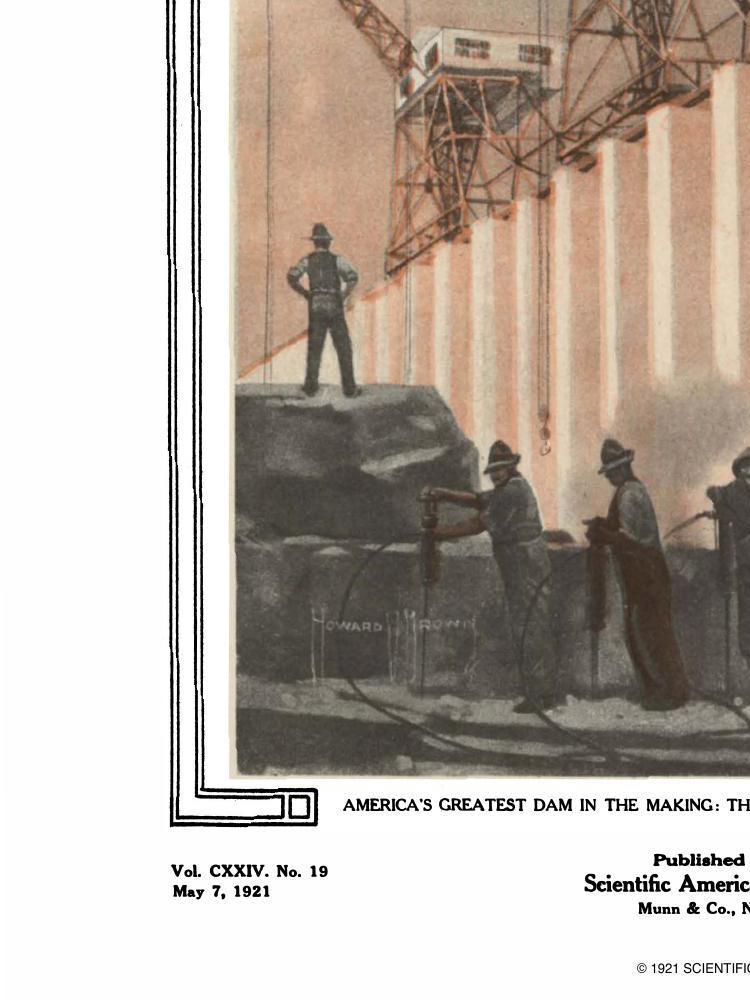 HOWARD V BROWN
AMERICA'S GREATEST DAM IN THE MAKING: TH
Vol. CXXIV. No. 19
May 7, 1921
Published
Scientific Americ
Munn & Co., N
© 1921 SCIENTIFIC